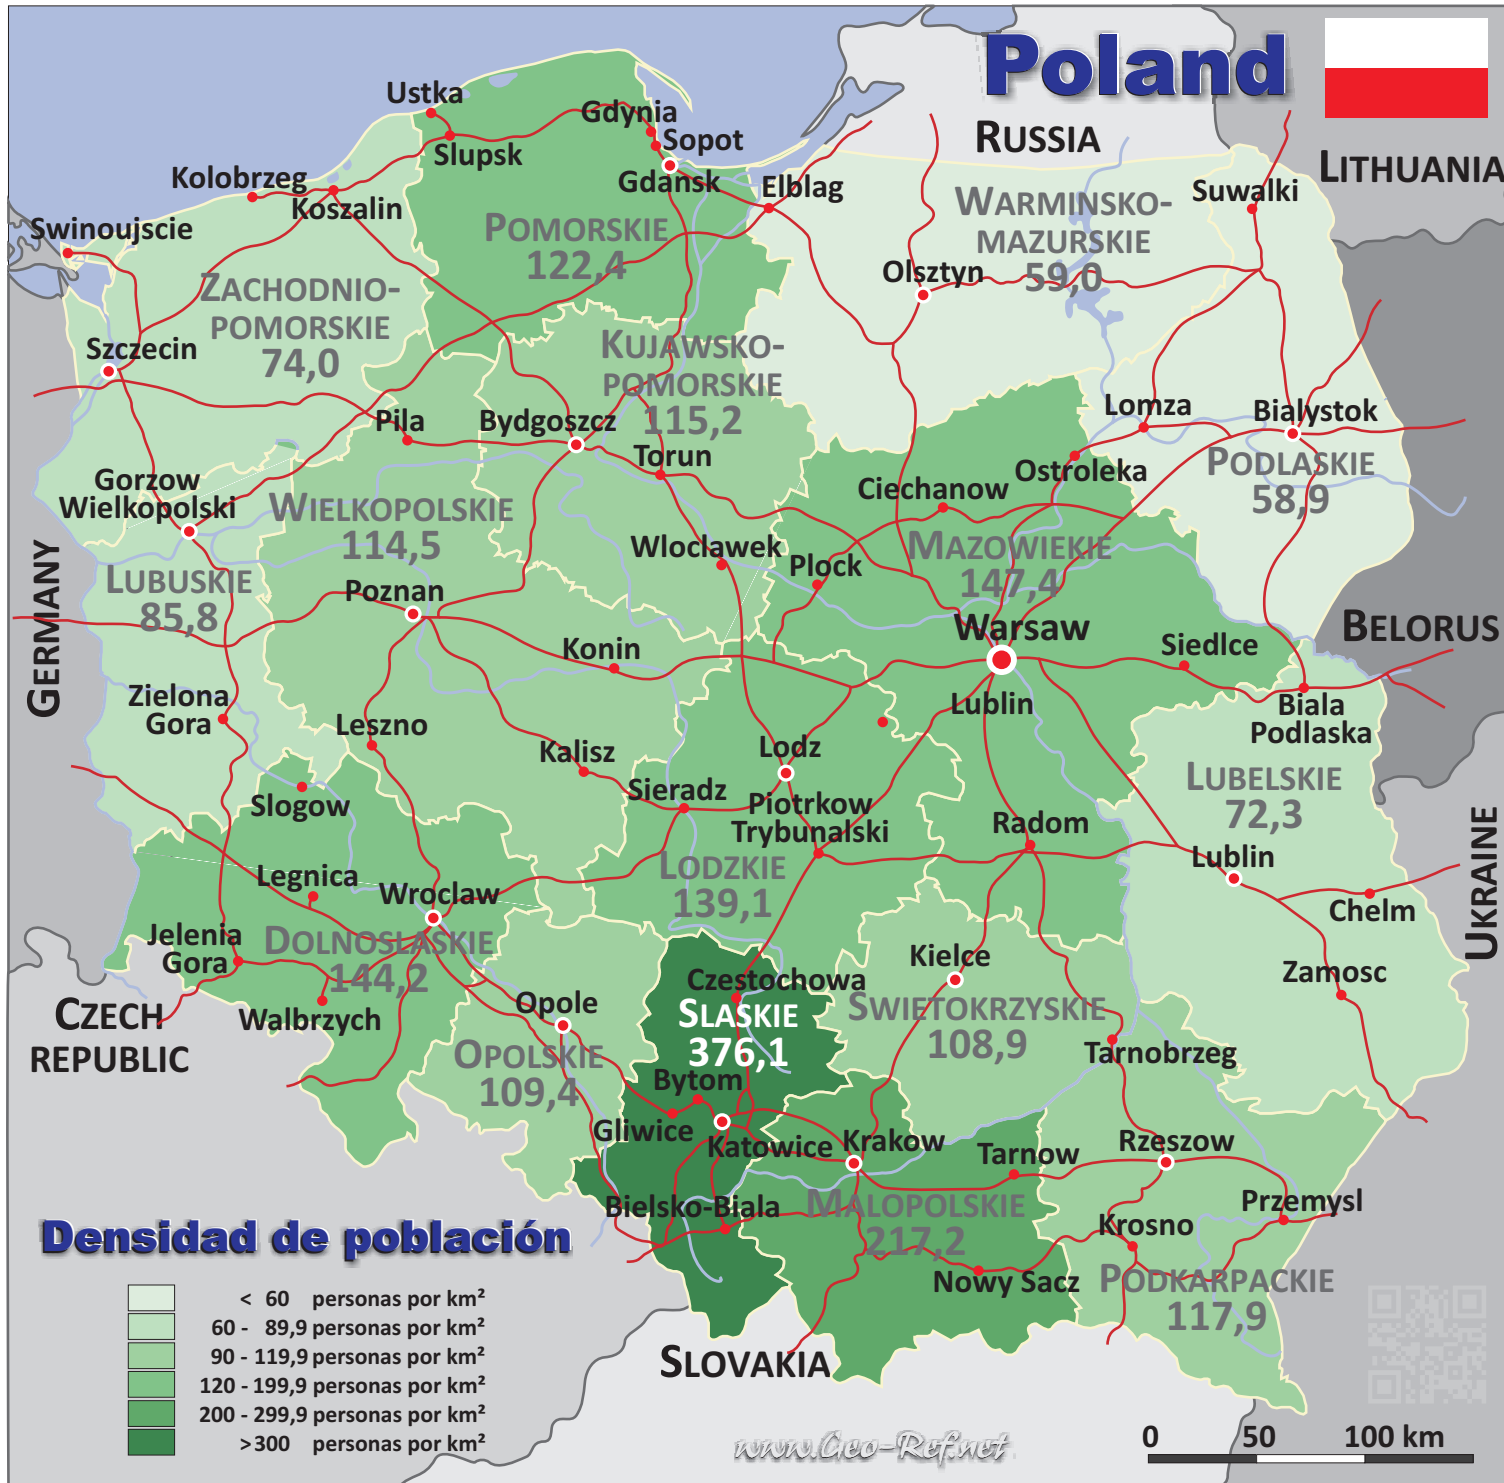 Poland
RUSSIA
LITHUANIA
Ustka
Gdynia
Sopot
Slupsk
Gdansk
Elblag
Kolobrzeg
Koszalin
Suwalki
Swinoujscie
POMORSKIE
122,4
WARMINSKO-
MAZURSKIE
59,0
Olsztyn
ZACHODNIO-
POMORSKIE
74,0
Szczecin
KUJAWSKO-
POMORSKIE
115,2
Pila
Bydgoszcz
Torun
Lomza
Bialystok
PODLASKIE
58,9
Ostroleka
Ciechanow
Gorzow
Wielkopolski
WIELKOPOLSKIE
114,5
Wloclawek
Plock
MAZOWIEKIE
147,4
GERMANY
LUBUSKIE
85,8
Poznan
Warsaw
BELORUS
Konin
Siedlce
Zielona
Gora
Leszno
Lublin
Biala
Podlaska
Kalisz
Lodz
Slogow
Sieradz
Piotrkow
Trybunalski
Radom
LUBELSKIE
72,3
UKRAINE
Lublin
Chelm
LODZKIE
139,1
Legnica
Wroclaw
Jelenia
Gora
DOLNOSLASKIE
144,2
Kielce
Zamosc
Czestochowa
SLASKIE
376,1
SWIETOKRZYSKIE
108,9
CZECH
REPUBLIC
Walbrzych
Opole
OPOLSKIE
109,4
Tarnobrzeg
Bytom
Gliwice
Katowice
Krakow
Tarnow
Rzeszow
Bielsko-Biala
MALOPOLSKIE
217,2
Krosno
Przemysl
Nowy Sacz
PODKARPACKIE
117,9
SLOVAKIA
Densidad de población
< 60 personas por km²
60 - 89,9 personas por km²
90 - 119,9 personas por km²
120 - 199,9 personas por km²
200 - 299,9 personas por km²
>300 personas por km²
www.Geo-Ref.net
0 50 100 km